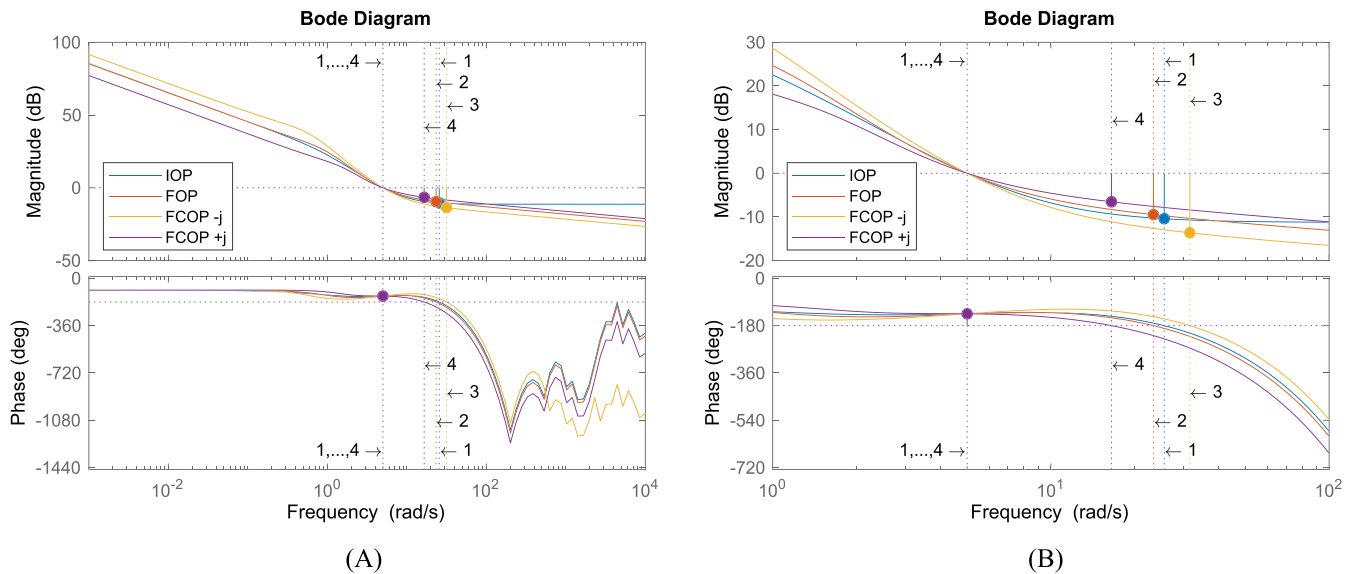 Bode Diagram
100
50
0
-50
Magnitude (dB)
1,...,4 →
← 1
← 2
← 3
← 4
IOP
FOP
FCOP -j
FCOP +j
0
-360
-720
-1080
-1440
Phase (deg)
← 4
← 3
← 2
1,...,4 →
← 1
10^-2
10^0
10^2
10^4
Frequency (rad/s)
(A)
Bode Diagram
30
20
10
0
-10
-20
Magnitude (dB)
1,...,4 →
← 1
← 2
← 3
← 4
IOP
FOP
FCOP -j
FCOP +j
0
-180
-360
-540
-720
Phase (deg)
← 4
← 3
← 2
1,...,4 →
← 1
10^0
10^1
10^2
Frequency (rad/s)
(B)